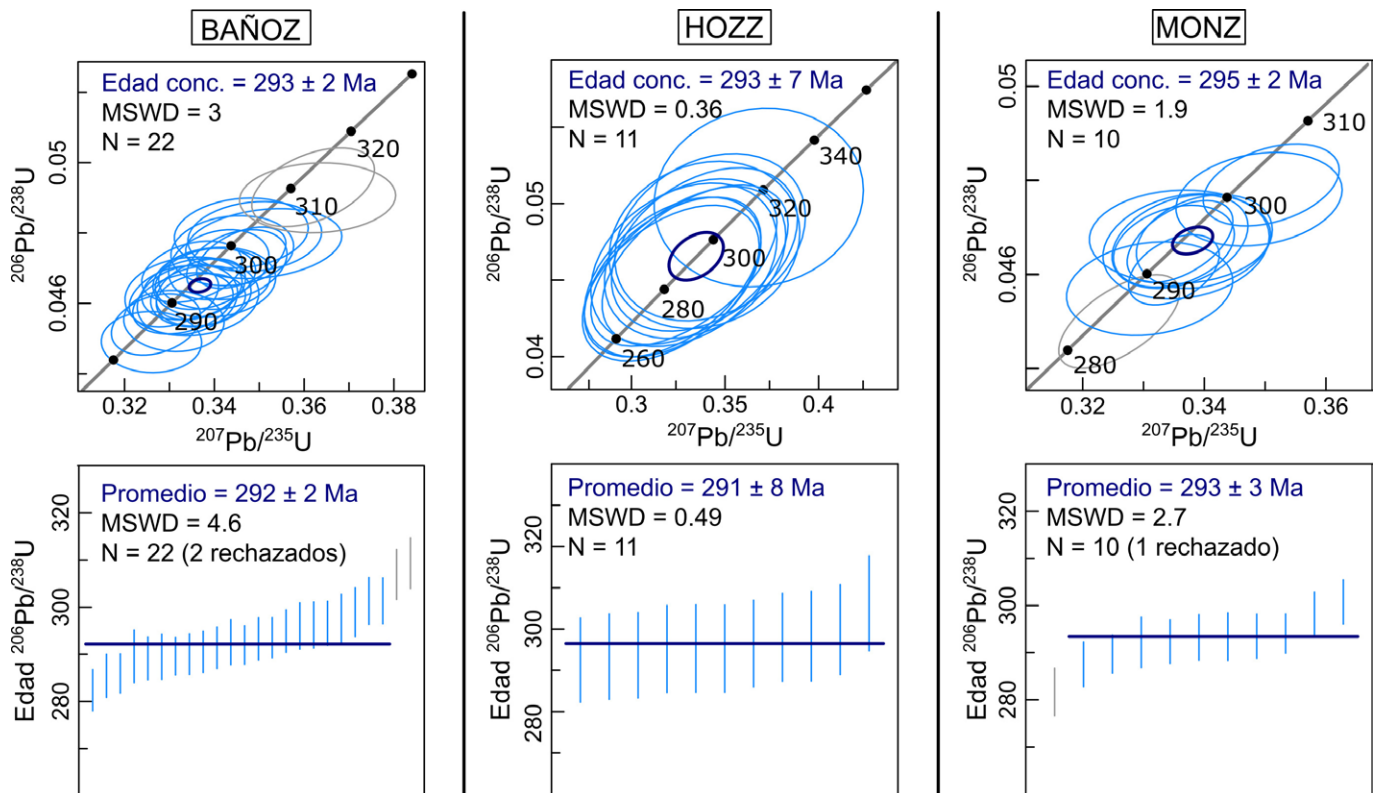 BAÑOZ
Edad conc. = 293 ± 2 Ma
MSWD = 3
N = 22
320
310
300
290
0.05
0.046
²⁰⁶Pb/²³⁸U
0.32 0.34 0.36 0.38
²⁰⁷Pb/²³⁵U
Promedio = 292 ± 2 Ma
MSWD = 4.6
N = 22 (2 rechazados)
320
300
280
Edad ²⁰⁶Pb/²³⁸U
HOZZ
Edad conc. = 293 ± 7 Ma
MSWD = 0.36
N = 11
340
320
300
280
260
0.05
0.04
²⁰⁶Pb/²³⁸U
0.3 0.35 0.4
²⁰⁷Pb/²³⁵U
Promedio = 291 ± 8 Ma
MSWD = 0.49
N = 11
320
300
280
Edad ²⁰⁶Pb/²³⁸U
MONZ
Edad conc. = 295 ± 2 Ma
MSWD = 1.9
N = 10
310
300
290
280
0.05
0.046
²⁰⁶Pb/²³⁸U
0.32 0.34 0.36
²⁰⁷Pb/²³⁵U
Promedio = 293 ± 3 Ma
MSWD = 2.7
N = 10 (1 rechazado)
320
300
280
Edad ²⁰⁶Pb/²³⁸U